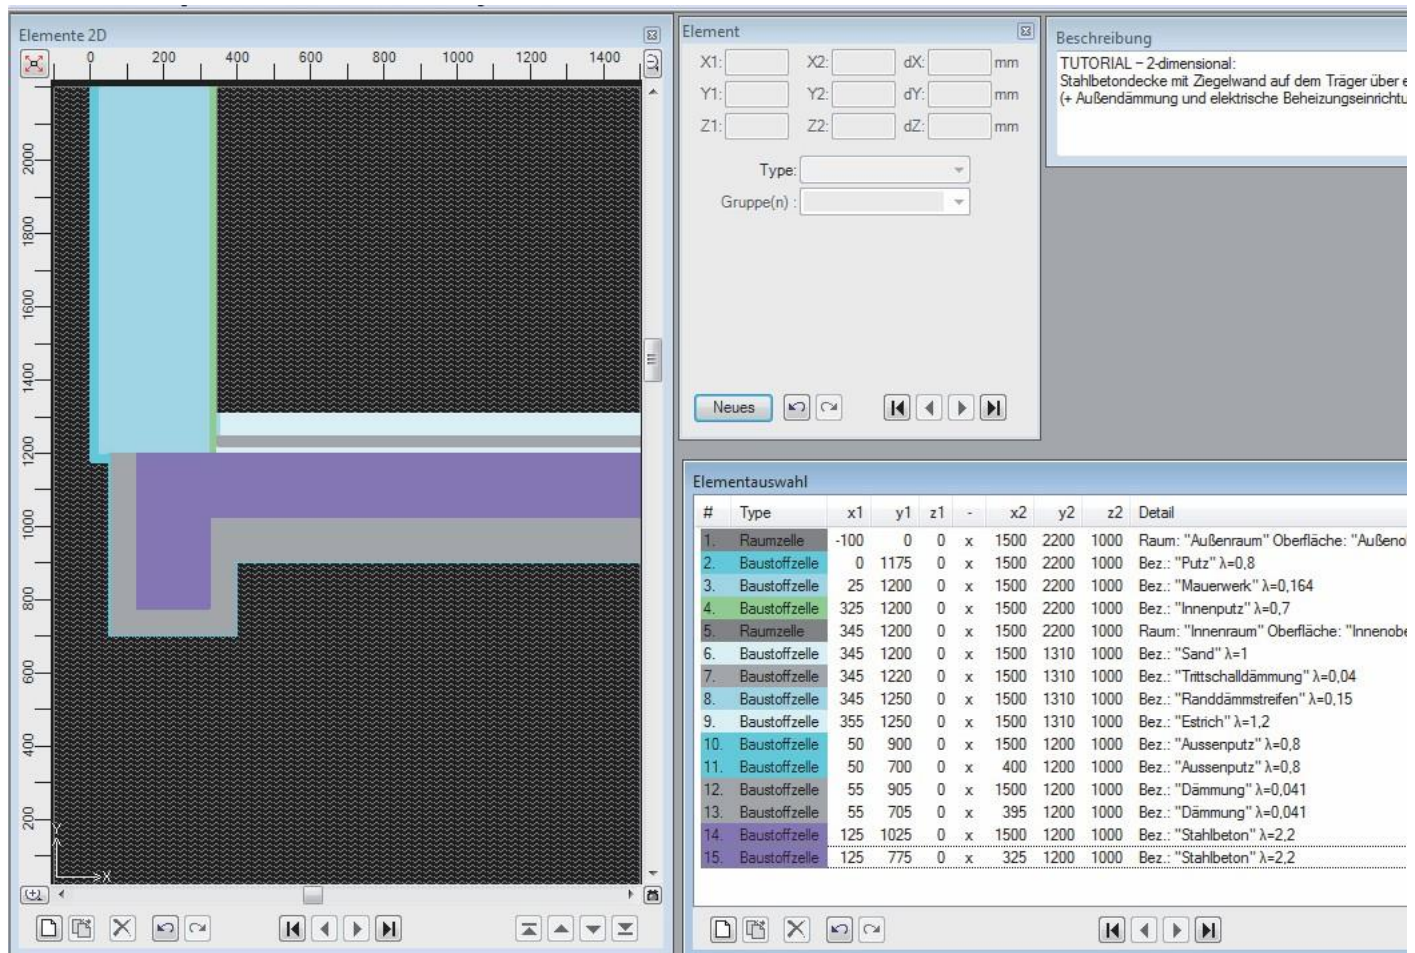 Elemente 2D
0 200 400 600 800 1000 1200 1400
2000
1800
1600
1400
1200
1000
800
600
400
200
Y
X
Element
X1: X2: dX: mm
Y1: Y2: dY: mm
Z1: Z2: dZ: mm
Type:
Gruppe(n) :
Neues
Beschreibung
TUTORIAL – 2-dimensional:
Stahlbetondecke mit Ziegelwand auf dem Träger über e
(+ Außendämmung und elektrische Beheizungseinrichtu
Elementauswahl
# Type x1 y1 z1 - x2 y2 z2 Detail
1. Raumzelle -100 0 0 x 1500 2200 1000 Raum: "Außenraum" Oberfläche: "Außenob
2. Baustoffzelle 0 1175 0 x 1500 2200 1000 Bez.: "Putz" λ=0,8
3. Baustoffzelle 25 1200 0 x 1500 2200 1000 Bez.: "Mauerwerk" λ=0,164
4. Baustoffzelle 325 1200 0 x 1500 2200 1000 Bez.: "Innenputz" λ=0,7
5. Raumzelle 345 1200 0 x 1500 2200 1000 Raum: "Innenraum" Oberfläche: "Innenobe
6. Baustoffzelle 345 1200 0 x 1500 1310 1000 Bez.: "Sand" λ=1
7. Baustoffzelle 345 1220 0 x 1500 1310 1000 Bez.: "Trittschalldämmung" λ=0,04
8. Baustoffzelle 345 1250 0 x 1500 1310 1000 Bez.: "Randdämmstreifen" λ=0,15
9. Baustoffzelle 355 1250 0 x 1500 1310 1000 Bez.: "Estrich" λ=1,2
10. Baustoffzelle 50 900 0 x 1500 1200 1000 Bez.: "Aussenputz" λ=0,8
11. Baustoffzelle 50 700 0 x 400 1200 1000 Bez.: "Aussenputz" λ=0,8
12. Baustoffzelle 55 905 0 x 1500 1200 1000 Bez.: "Dämmung" λ=0,041
13. Baustoffzelle 55 705 0 x 395 1200 1000 Bez.: "Dämmung" λ=0,041
14. Baustoffzelle 125 1025 0 x 1500 1200 1000 Bez.: "Stahlbeton" λ=2,2
15. Baustoffzelle 125 775 0 x 325 1200 1000 Bez.: "Stahlbeton" λ=2,2